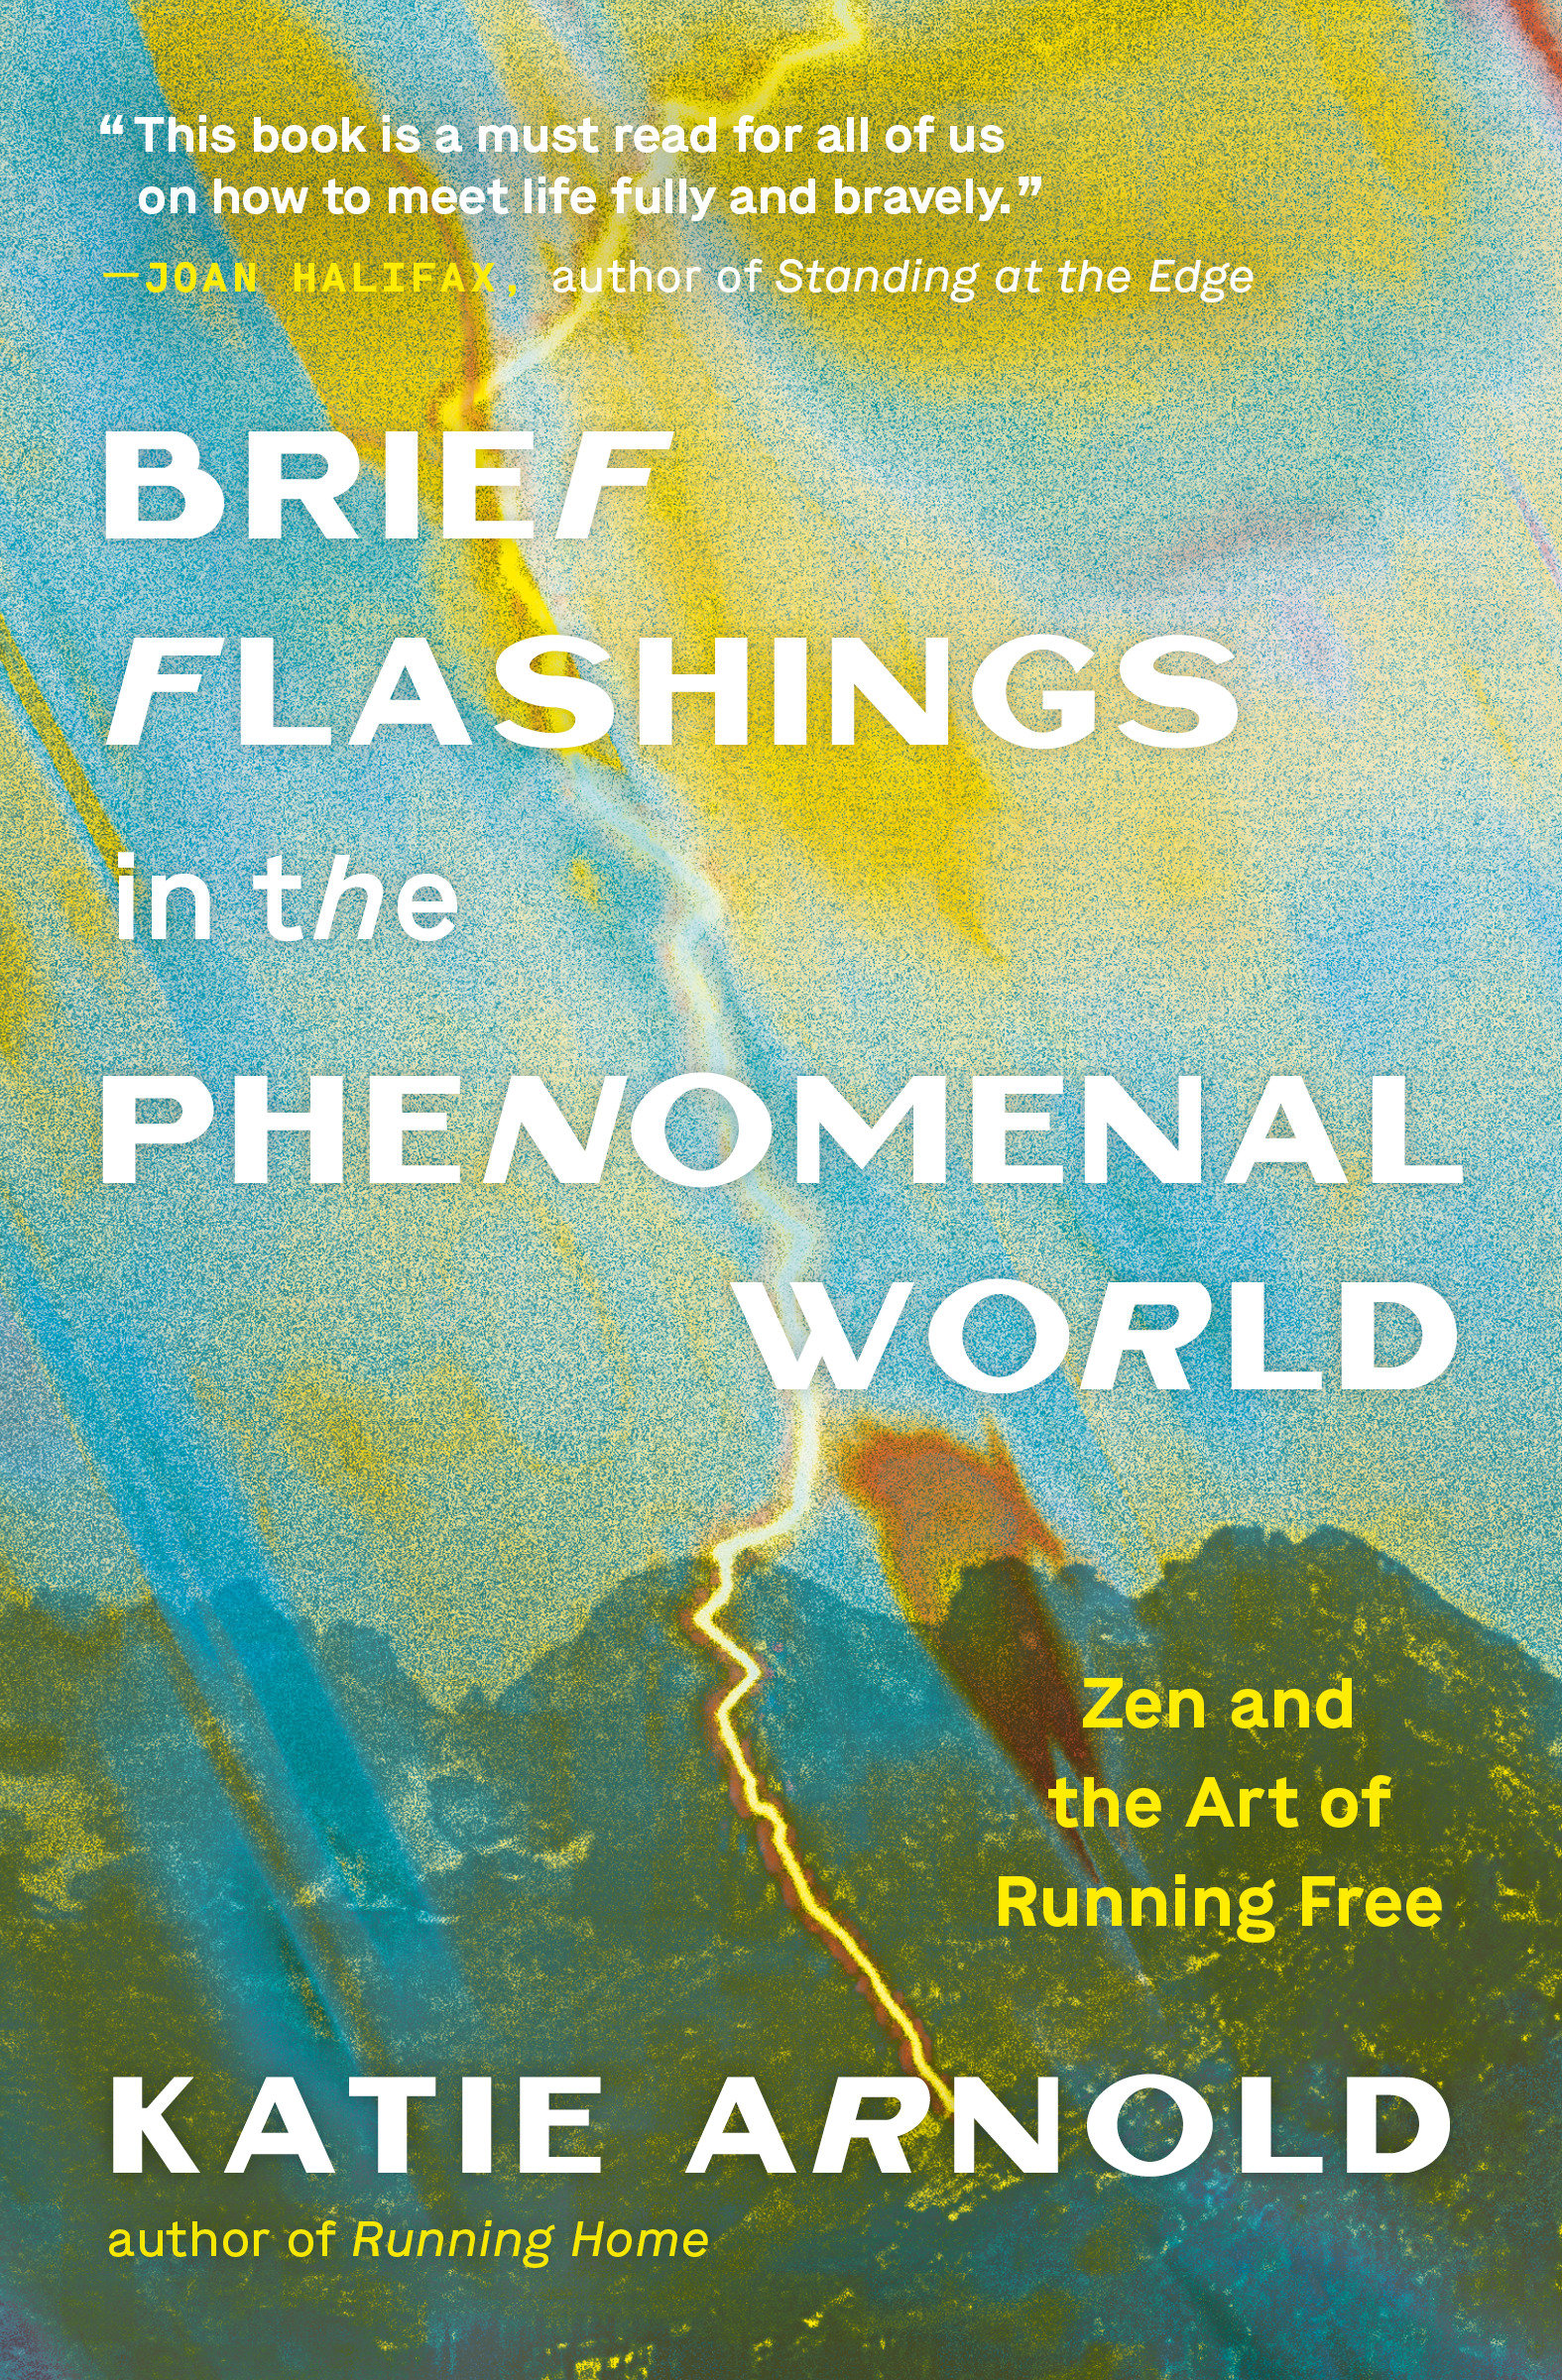 “This book is a must read for all of us
on how to meet life fully and bravely.”
—JOAN HALIFAX, author of Standing at the Edge
BRIEF
FLASHINGS
in the
PHENOMENAL
WORLD
Zen and
the Art of
Running Free
KATIE ARNOLD
author of Running Home